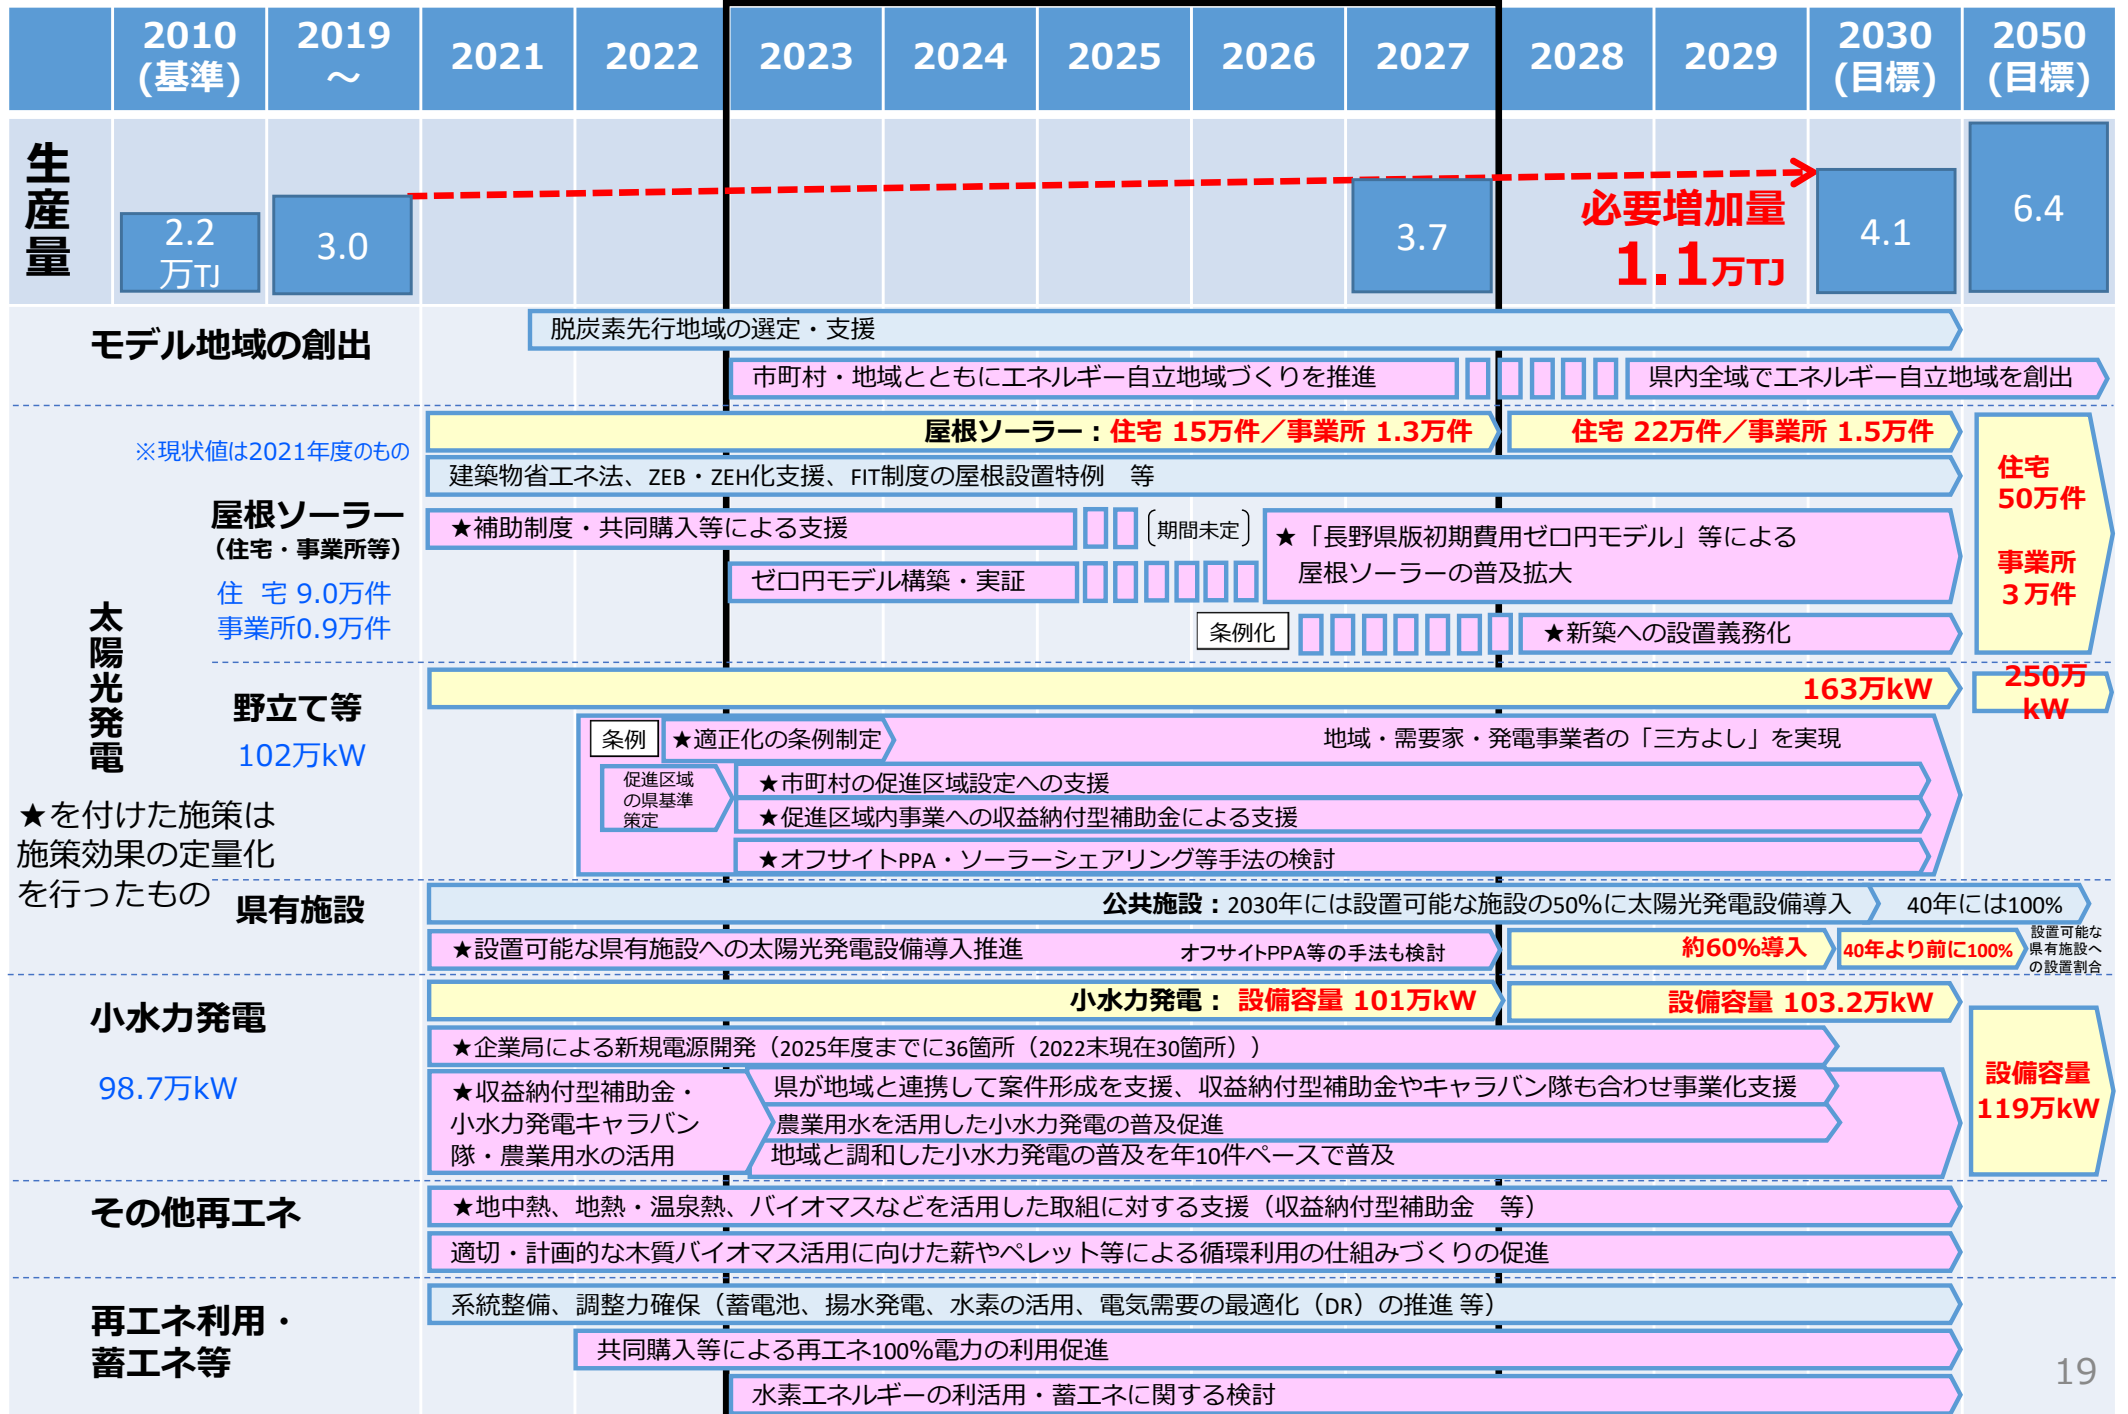 2010
(基準)
2019
～
2021
2022
2023
2024
2025
2026
2027
2028
2029
2030
(目標)
2050
(目標)
生産量
2.2
万TJ
3.0
3.7
必要増加量
1.1万TJ
4.1
6.4
モデル地域の創出
脱炭素先行地域の選定・支援
市町村・地域とともにエネルギー自立地域づくりを推進
県内全域でエネルギー自立地域を創出
太陽光発電
※現状値は2021年度のもの
屋根ソーラー
（住宅・事業所等）
住 宅 9.0万件
事業所0.9万件
屋根ソーラー：住宅 15万件／事業所 1.3万件
住宅 22万件／事業所 1.5万件
住宅
50万件
事業所
３万件
建築物省エネ法、ZEB・ZEH化支援、FIT制度の屋根設置特例　等
★補助制度・共同購入等による支援
〔期間未定〕
★「長野県版初期費用ゼロ円モデル」等による
屋根ソーラーの普及拡大
ゼロ円モデル構築・実証
条例化
★新築への設置義務化
野立て等
102万kW
163万kW
250万
kW
条例
★適正化の条例制定
地域・需要家・発電事業者の「三方よし」を実現
促進区域
の県基準
策定
★市町村の促進区域設定への支援
★促進区域内事業への収益納付型補助金による支援
★オフサイトPPA・ソーラーシェアリング等手法の検討
★を付けた施策は
施策効果の定量化
を行ったもの
県有施設
公共施設：2030年には設置可能な施設の50%に太陽光発電設備導入
40年には100%
★設置可能な県有施設への太陽光発電設備導入推進
オフサイトPPA等の手法も検討
約60%導入
40年より前に100%
設置可能な
県有施設へ
の設置割合
小水力発電
98.7万kW
小水力発電： 設備容量 101万kW
設備容量 103.2万kW
設備容量
119万kW
★企業局による新規電源開発（2025年度までに36箇所（2022末現在30箇所））
★収益納付型補助金・
小水力発電キャラバン
隊・農業用水の活用
県が地域と連携して案件形成を支援、収益納付型補助金やキャラバン隊も合わせ事業化支援
農業用水を活用した小水力発電の普及促進
地域と調和した小水力発電の普及を年10件ペースで普及
その他再エネ
★地中熱、地熱・温泉熱、バイオマスなどを活用した取組に対する支援（収益納付型補助金　等）
適切・計画的な木質バイオマス活用に向けた薪やペレット等による循環利用の仕組みづくりの促進
再エネ利用・
蓄エネ等
系統整備、調整力確保（蓄電池、揚水発電、水素の活用、電気需要の最適化（DR）の推進 等）
共同購入等による再エネ100%電力の利用促進
水素エネルギーの利活用・蓄エネに関する検討
19